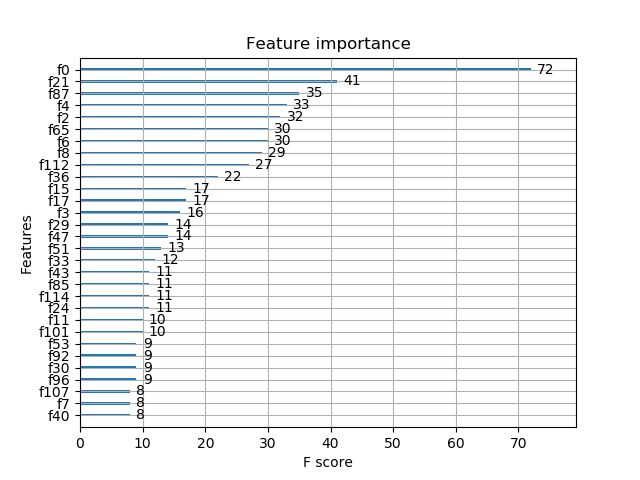 Feature importance
f0 72
f21 41
f87 35
f4 33
f2 32
f65 30
f6 30
f8 29
f112 27
f36 22
f15 17
f17 17
f3 16
f29 14
f47 14
f51 13
f33 12
f43 11
f85 11
f114 11
f24 11
f11 10
f101 10
f53 9
f92 9
f30 9
f96 9
f107 8
f7 8
f40 8
Features
0 10 20 30 40 50 60 70
F score